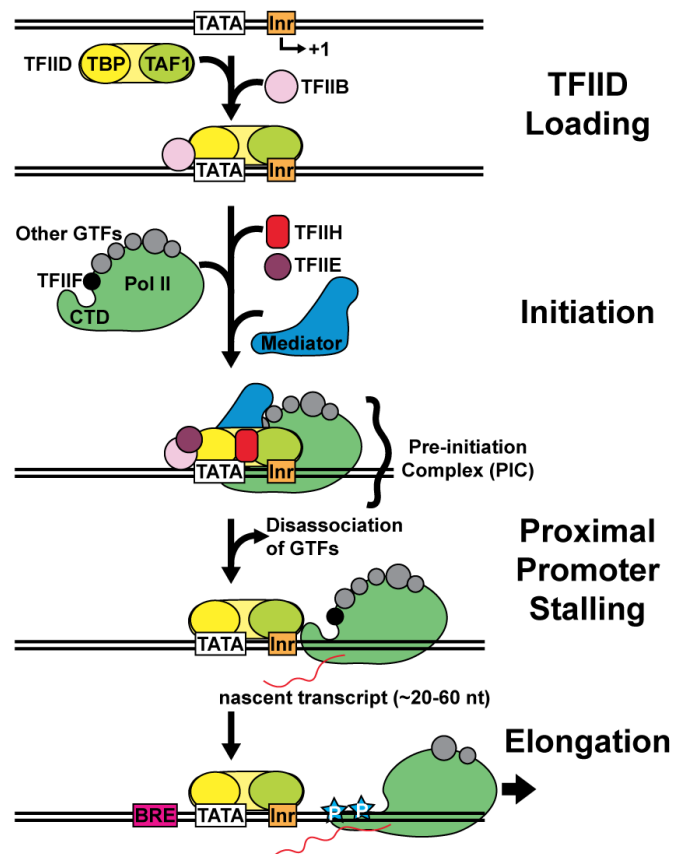 TATA Inr
+1
TFIID TBP TAF1
TFIIB
TFIID
Loading
TATA Inr
Other GTFs
TFIIH
TFIIF
TFIIE
Pol II
CTD
Mediator
Initiation
TATA Inr
Pre-initiation
Complex (PIC)
Disassociation
of GTFs
Proximal
Promoter
Stalling
TATA Inr
nascent transcript (~20-60 nt)
Elongation
BRE TATA Inr P P